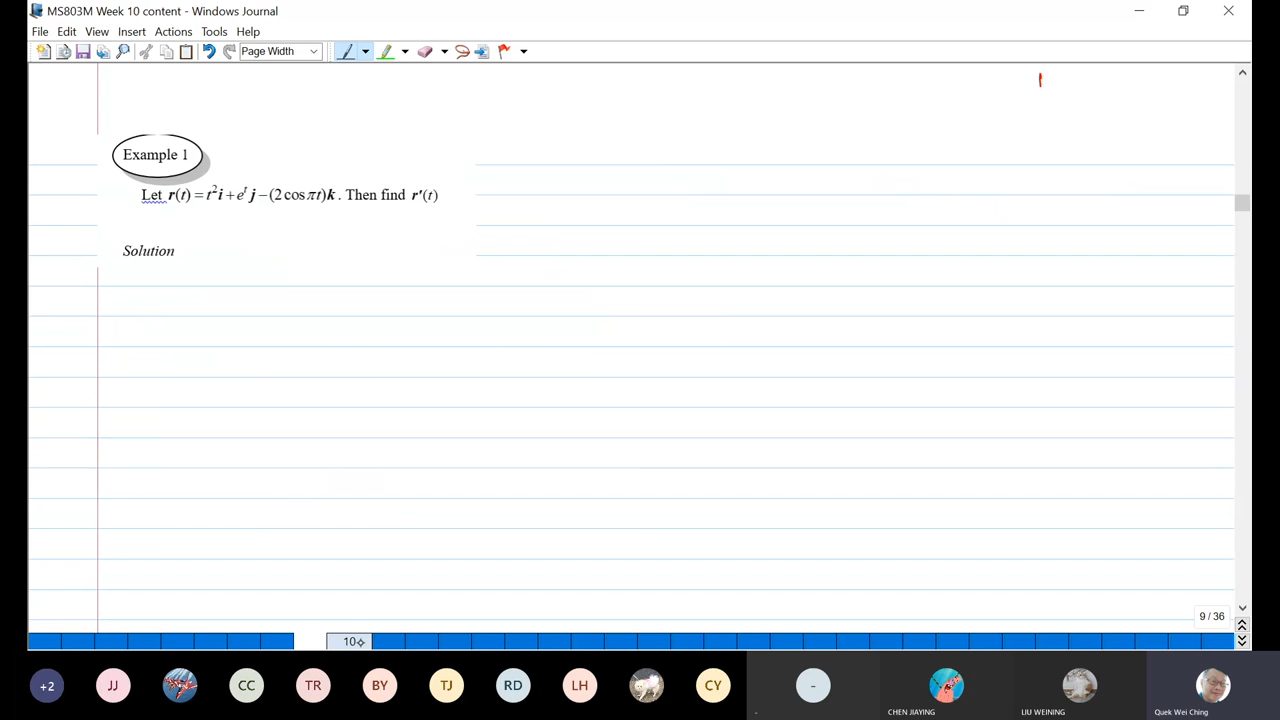 MS803M Week 10 content - Windows Journal
File Edit View Insert Actions Tools Help
Page Width
Example 1
Let r(t) = t²i + eᵗ j − (2 cos πt)k . Then find r′(t)
Solution
9 / 36
10
+2 JJ CC TR BY TJ RD LH CY -
- CHEN JIAYING LIU WEINING Quek Wei Ching